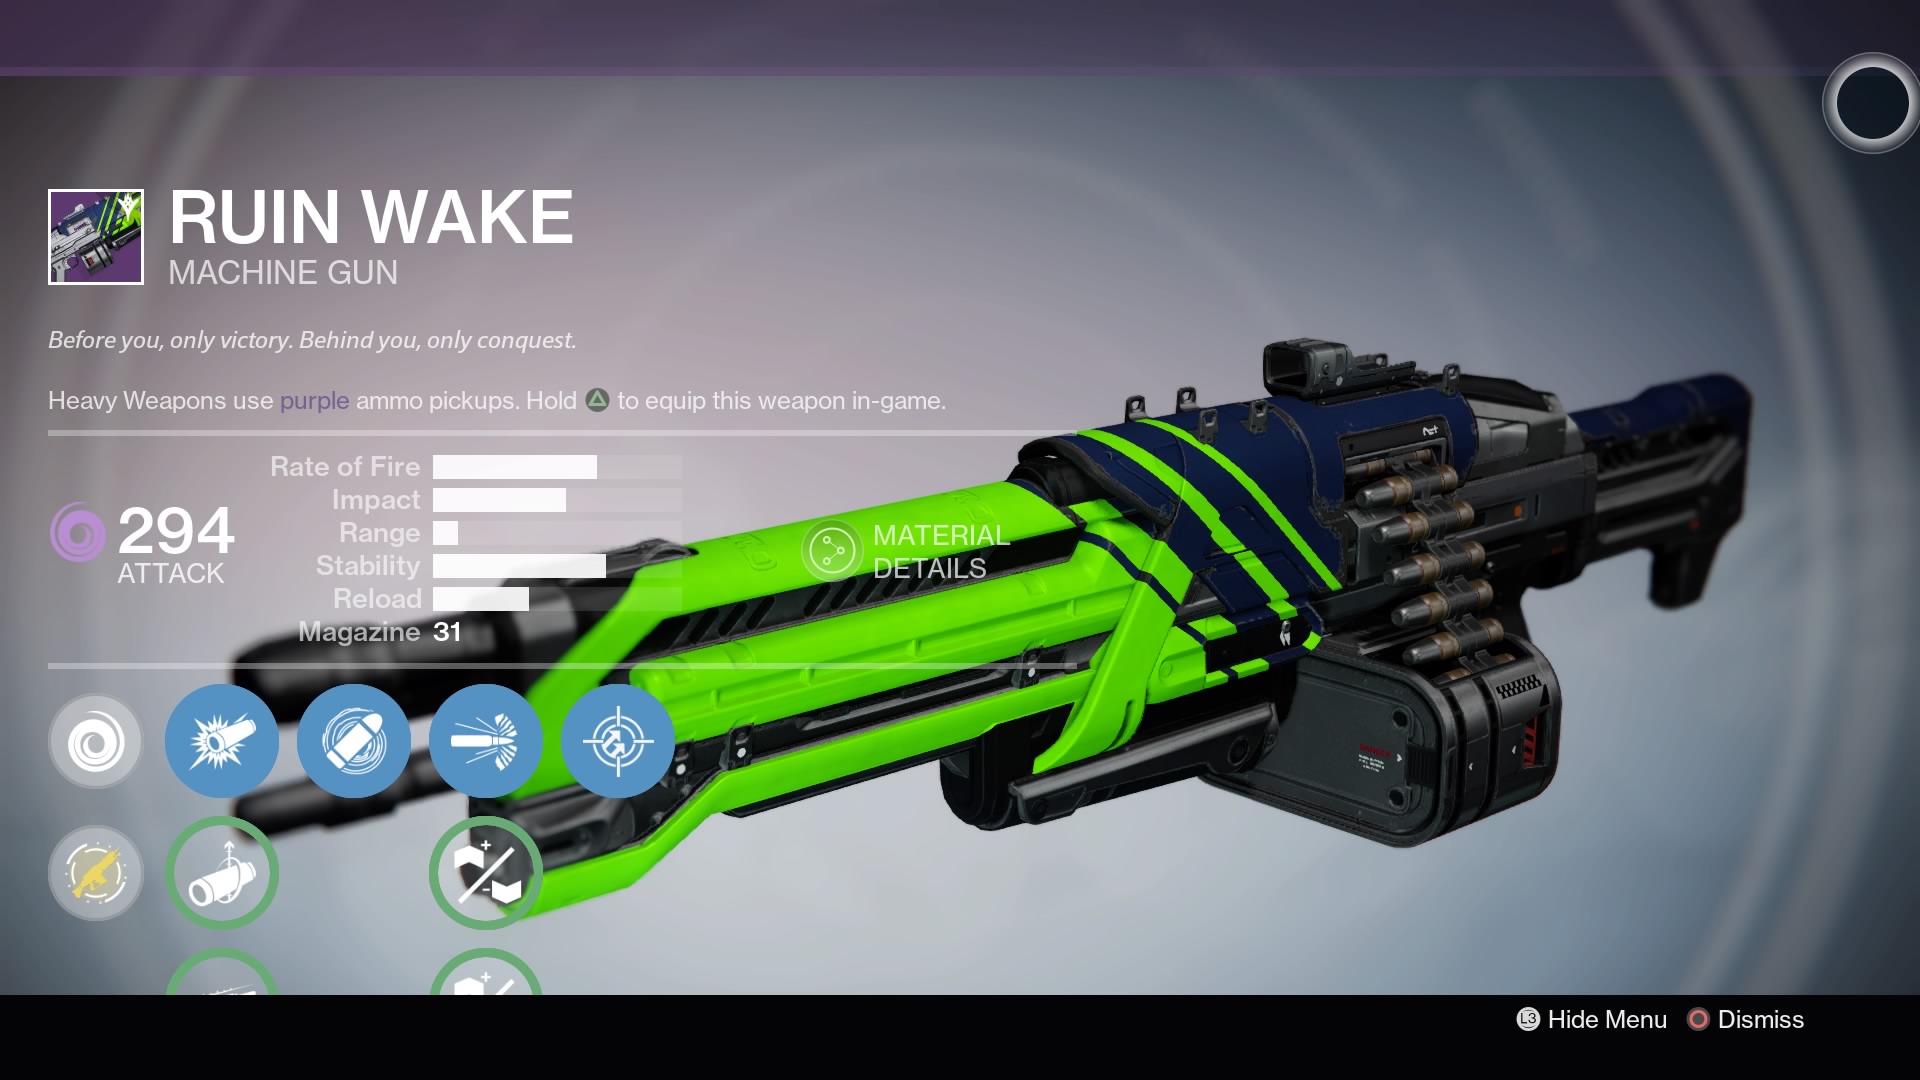 RUIN WAKE
MACHINE GUN
Before you, only victory. Behind you, only conquest.
Heavy Weapons use purple ammo pickups. Hold to equip this weapon in-game.
Rate of Fire
Impact
Range
Stability
Reload
Magazine 31
294
ATTACK
MATERIAL
DETAILS
DANGER
L3 Hide Menu Dismiss